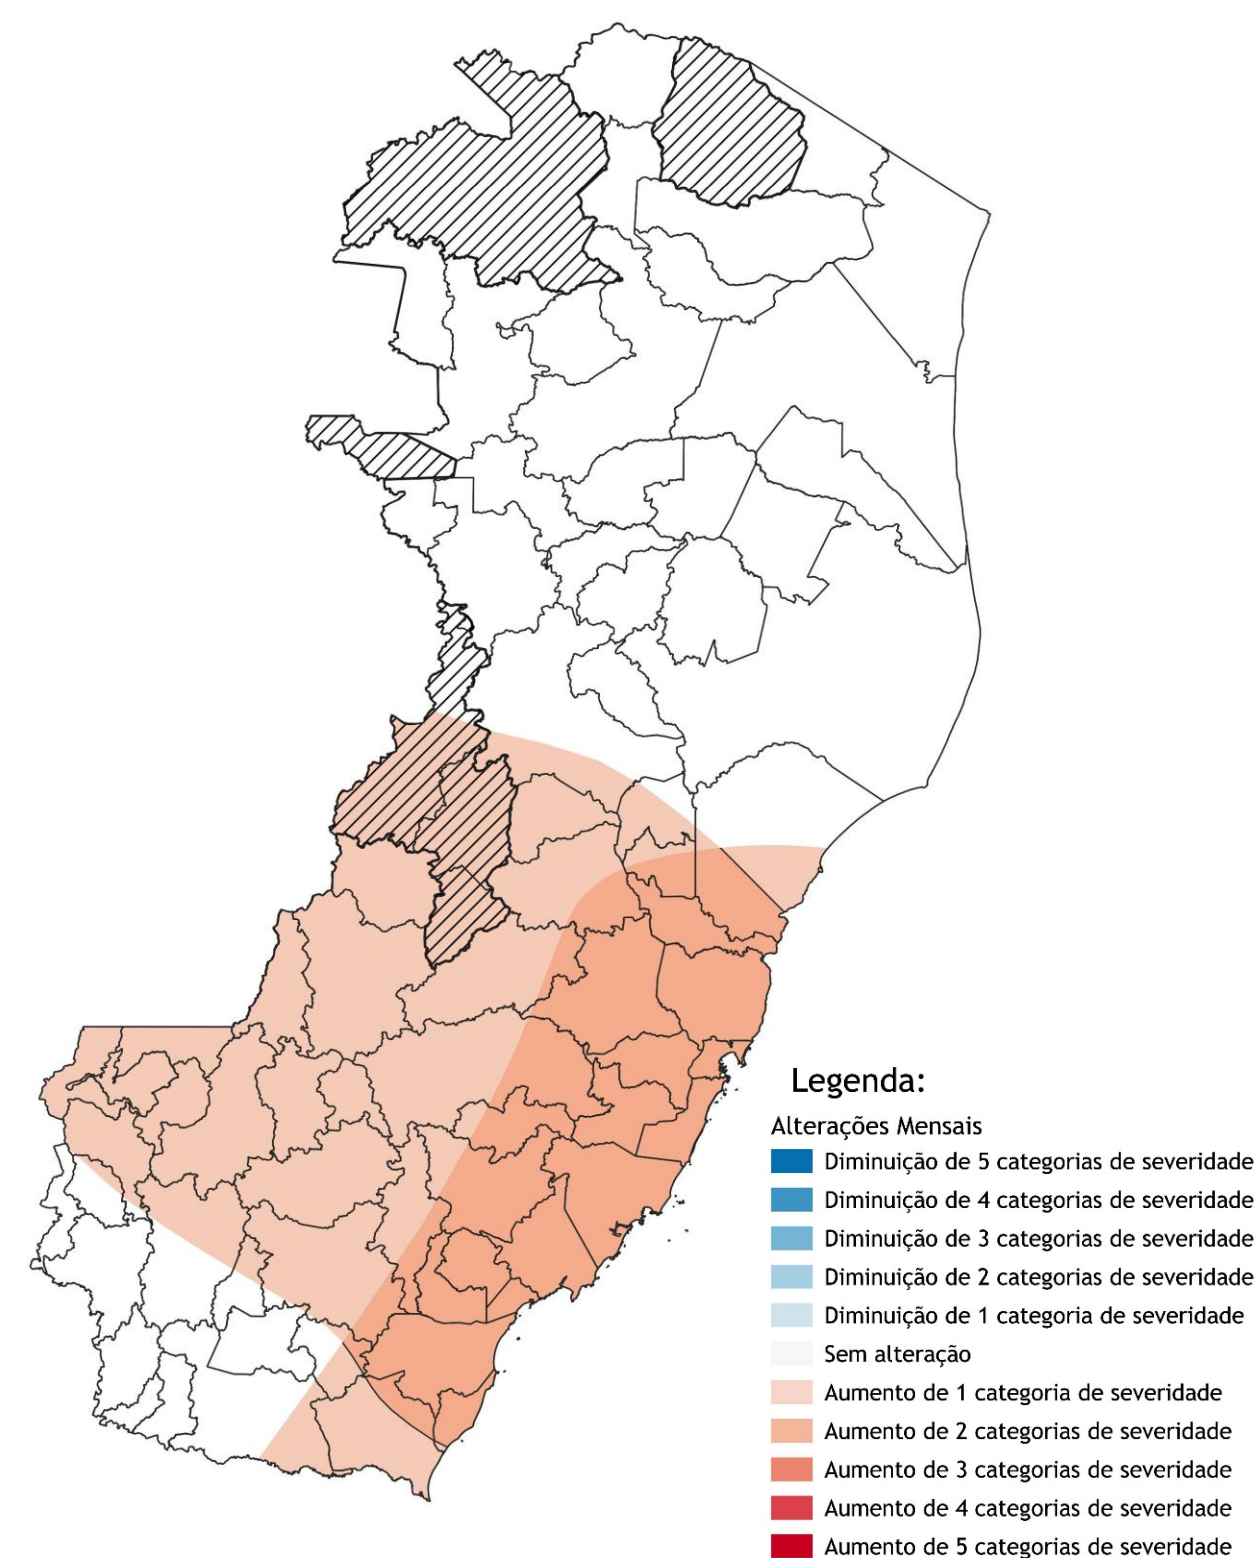 Legenda:
Alterações Mensais
Diminuição de 5 categorias de severidade
Diminuição de 4 categorias de severidade
Diminuição de 3 categorias de severidade
Diminuição de 2 categorias de severidade
Diminuição de 1 categoria de severidade
Sem alteração
Aumento de 1 categoria de severidade
Aumento de 2 categorias de severidade
Aumento de 3 categorias de severidade
Aumento de 4 categorias de severidade
Aumento de 5 categorias de severidade